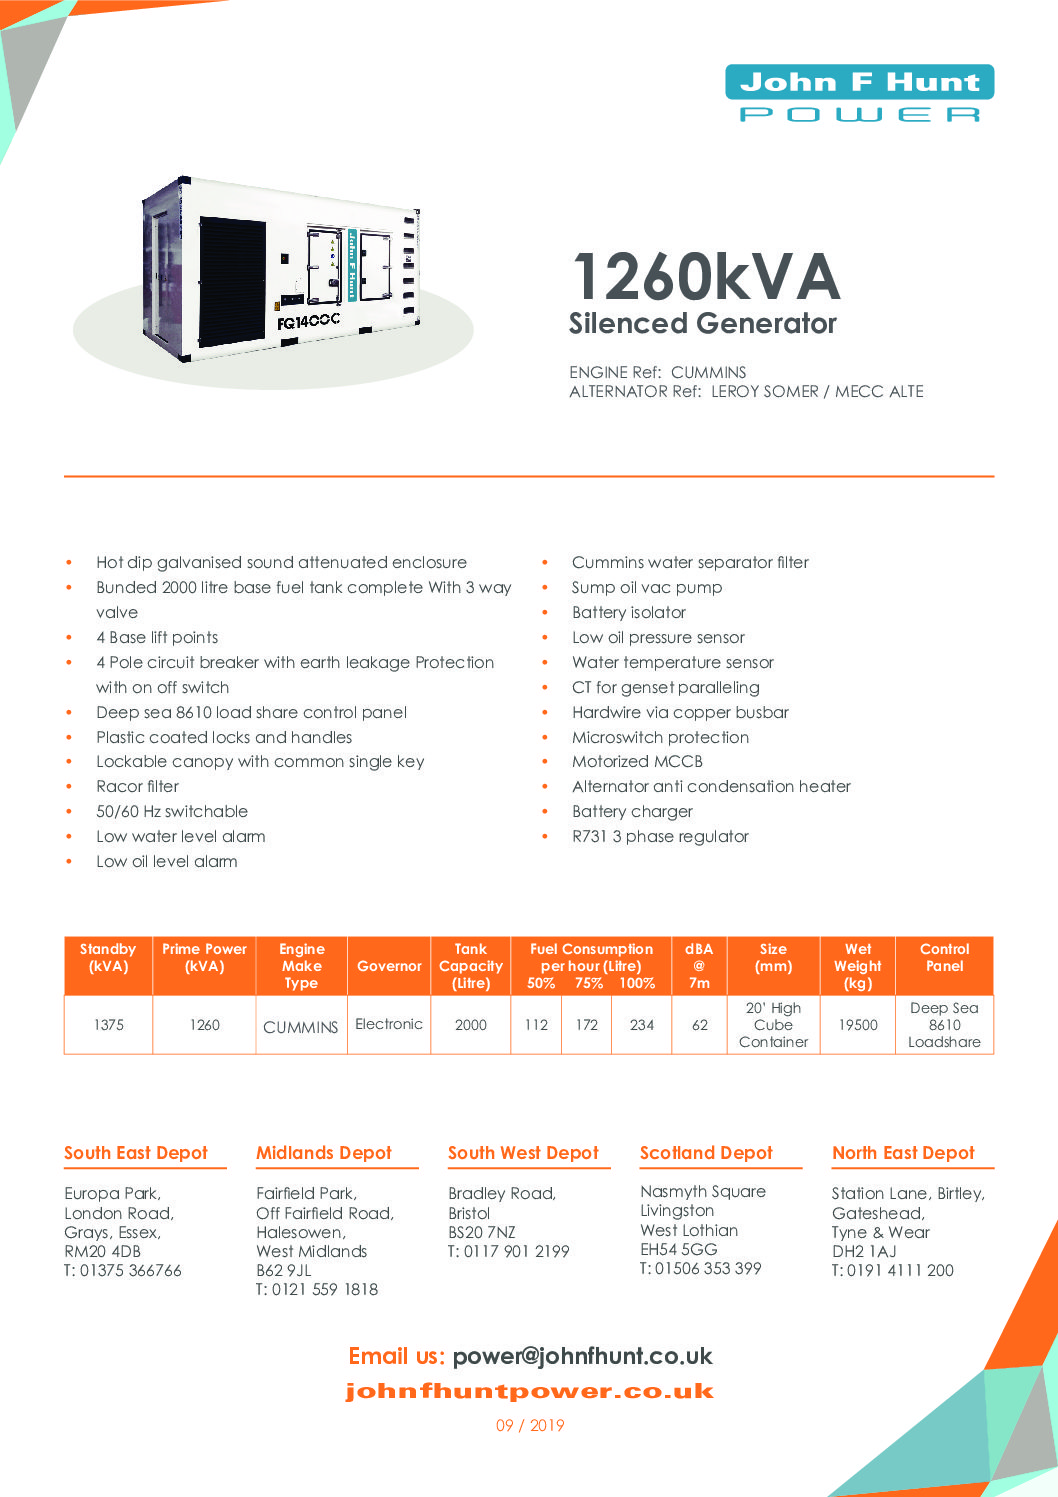 John F Hunt
POWER
John F Hunt
FG1400C
1260kVA
Silenced Generator
ENGINE Ref:  CUMMINS
ALTERNATOR Ref:  LEROY SOMER / MECC ALTE
• Hot dip galvanised sound attenuated enclosure
• Bunded 2000 litre base fuel tank complete With 3 way
valve
• 4 Base lift points
• 4 Pole circuit breaker with earth leakage Protection
with on off switch
• Deep sea 8610 load share control panel
• Plastic coated locks and handles
• Lockable canopy with common single key
• Racor filter
• 50/60 Hz switchable
• Low water level alarm
• Low oil level alarm
• Cummins water separator filter
• Sump oil vac pump
• Battery isolator
• Low oil pressure sensor
• Water temperature sensor
• CT for genset paralleling
• Hardwire via copper busbar
• Microswitch protection
• Motorized MCCB
• Alternator anti condensation heater
• Battery charger
• R731 3 phase regulator
Standby
(kVA)
Prime Power
(kVA)
Engine
Make
Type
Governor
Tank
Capacity
(Litre)
Fuel Consumption
per hour (Litre)
50% 75% 100%
dBA
@
7m
Size
(mm)
Wet
Weight
(kg)
Control
Panel
1375
1260
CUMMINS
Electronic
2000
112
172
234
62
20' High
Cube
Container
19500
Deep Sea
8610
Loadshare
South East Depot
Europa Park,
London Road,
Grays, Essex,
RM20 4DB
T: 01375 366766
Midlands Depot
Fairfield Park,
Off Fairfield Road,
Halesowen,
West Midlands
B62 9JL
T: 0121 559 1818
South West Depot
Bradley Road,
Bristol
BS20 7NZ
T: 0117 901 2199
Scotland Depot
Nasmyth Square
Livingston
West Lothian
EH54 5GG
T: 01506 353 399
North East Depot
Station Lane, Birtley,
Gateshead,
Tyne & Wear
DH2 1AJ
T: 0191 4111 200
Email us: power@johnfhunt.co.uk
johnfhuntpower.co.uk
09 / 2019